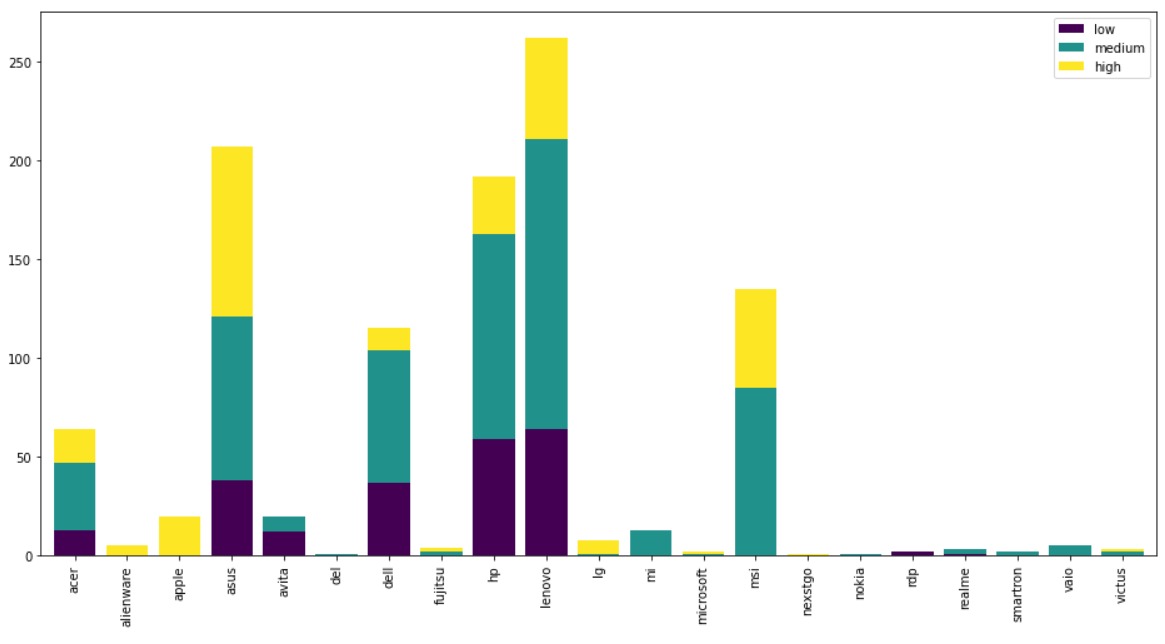 low
medium
high
250
200
150
100
50
0
acer
alienware
apple
asus
avita
del
dell
fujitsu
hp
lenovo
lg
mi
microsoft
msi
nexstgo
nokia
rdp
realme
smartron
vaio
victus